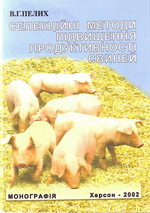 В.Г.ПЕЛИХ
СЕЛЕКЦІЙНІ МЕТОДИ
ПІДВИЩЕННЯ
ПРОДУКТИВНОСТІ
СВИНЕЙ
МОНОГРАФІЯ Херсон - 2002